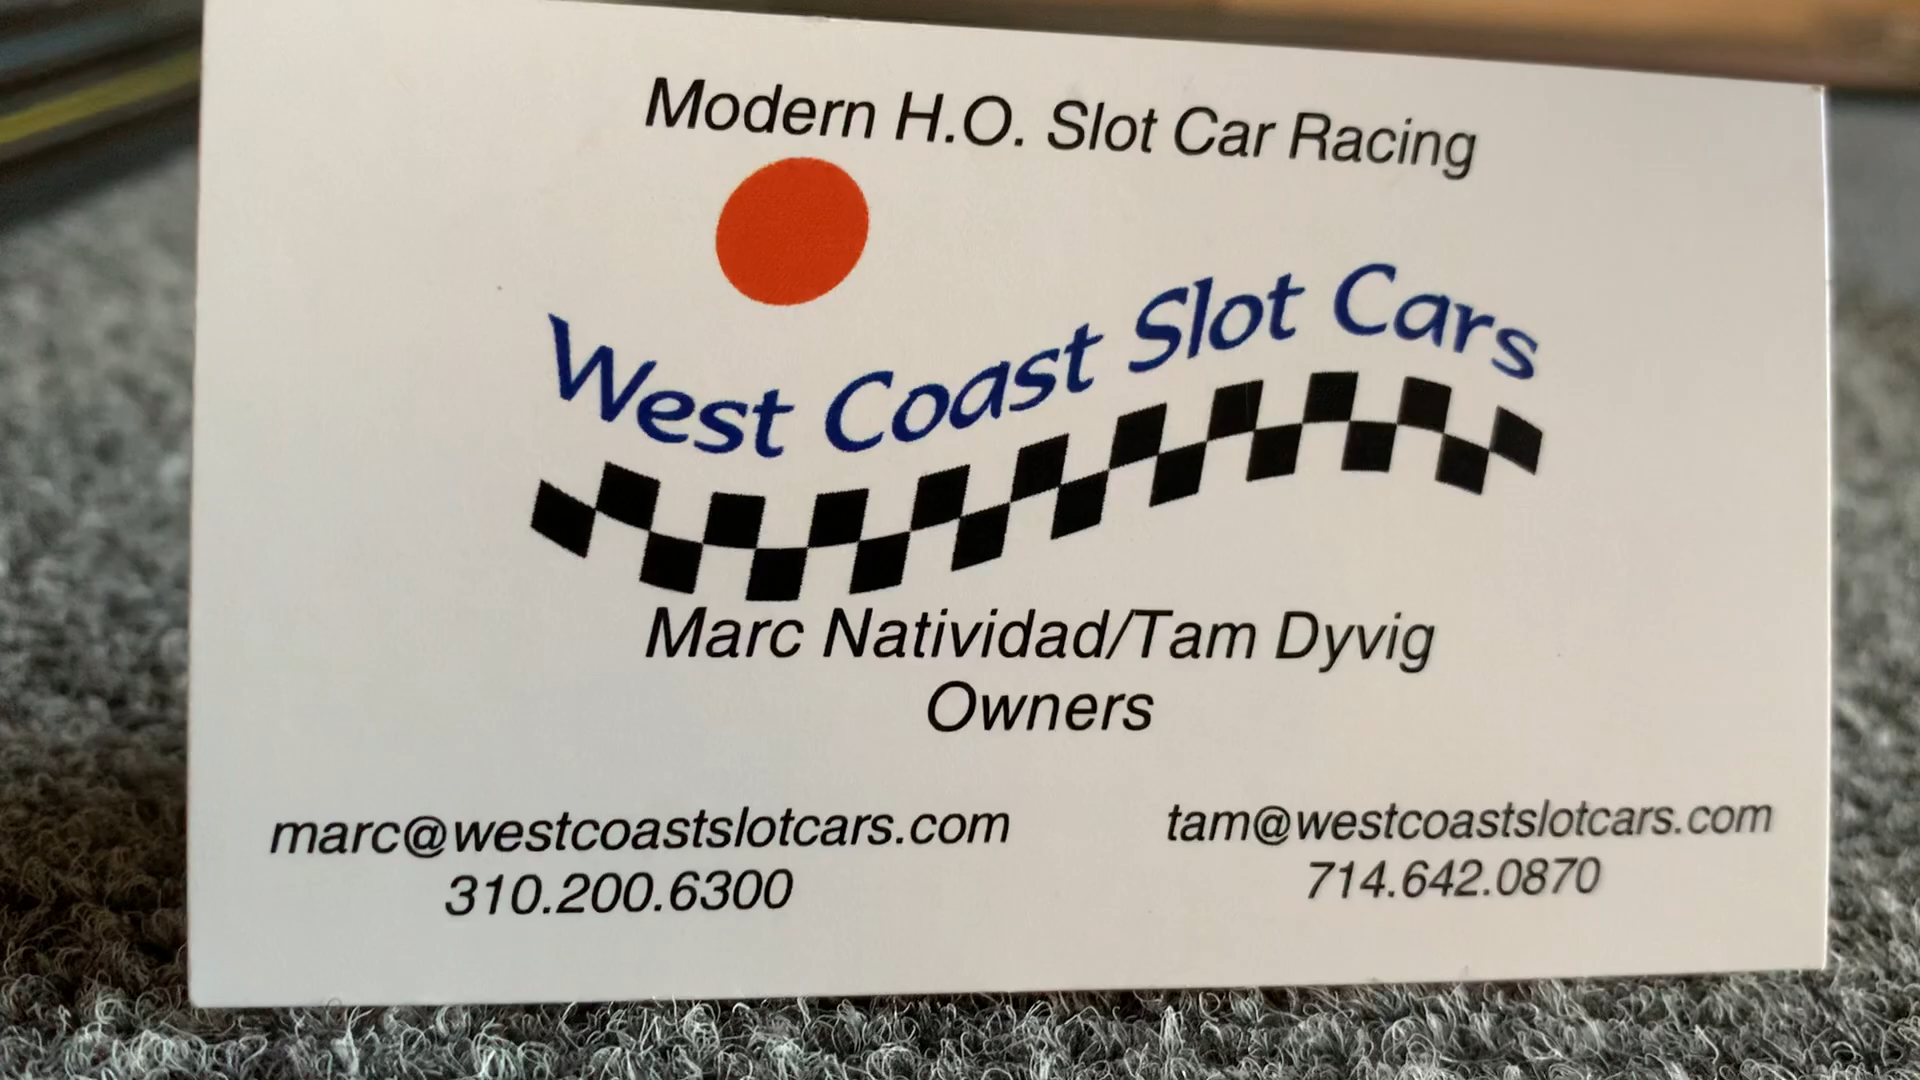 Modern H.O. Slot Car Racing
West Coast Slot Cars
Marc Natividad/Tam Dyvig
Owners
marc@westcoastslotcars.com
310.200.6300
tam@westcoastslotcars.com
714.642.0870